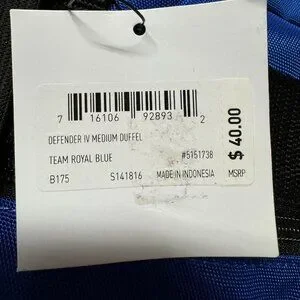 7 16106 92893 2
DEFENDER IV MEDIUM DUFFEL
TEAM ROYAL BLUE #5151738
B175 S141816 MADE IN INDONESIA
$ 40.00
MSRP